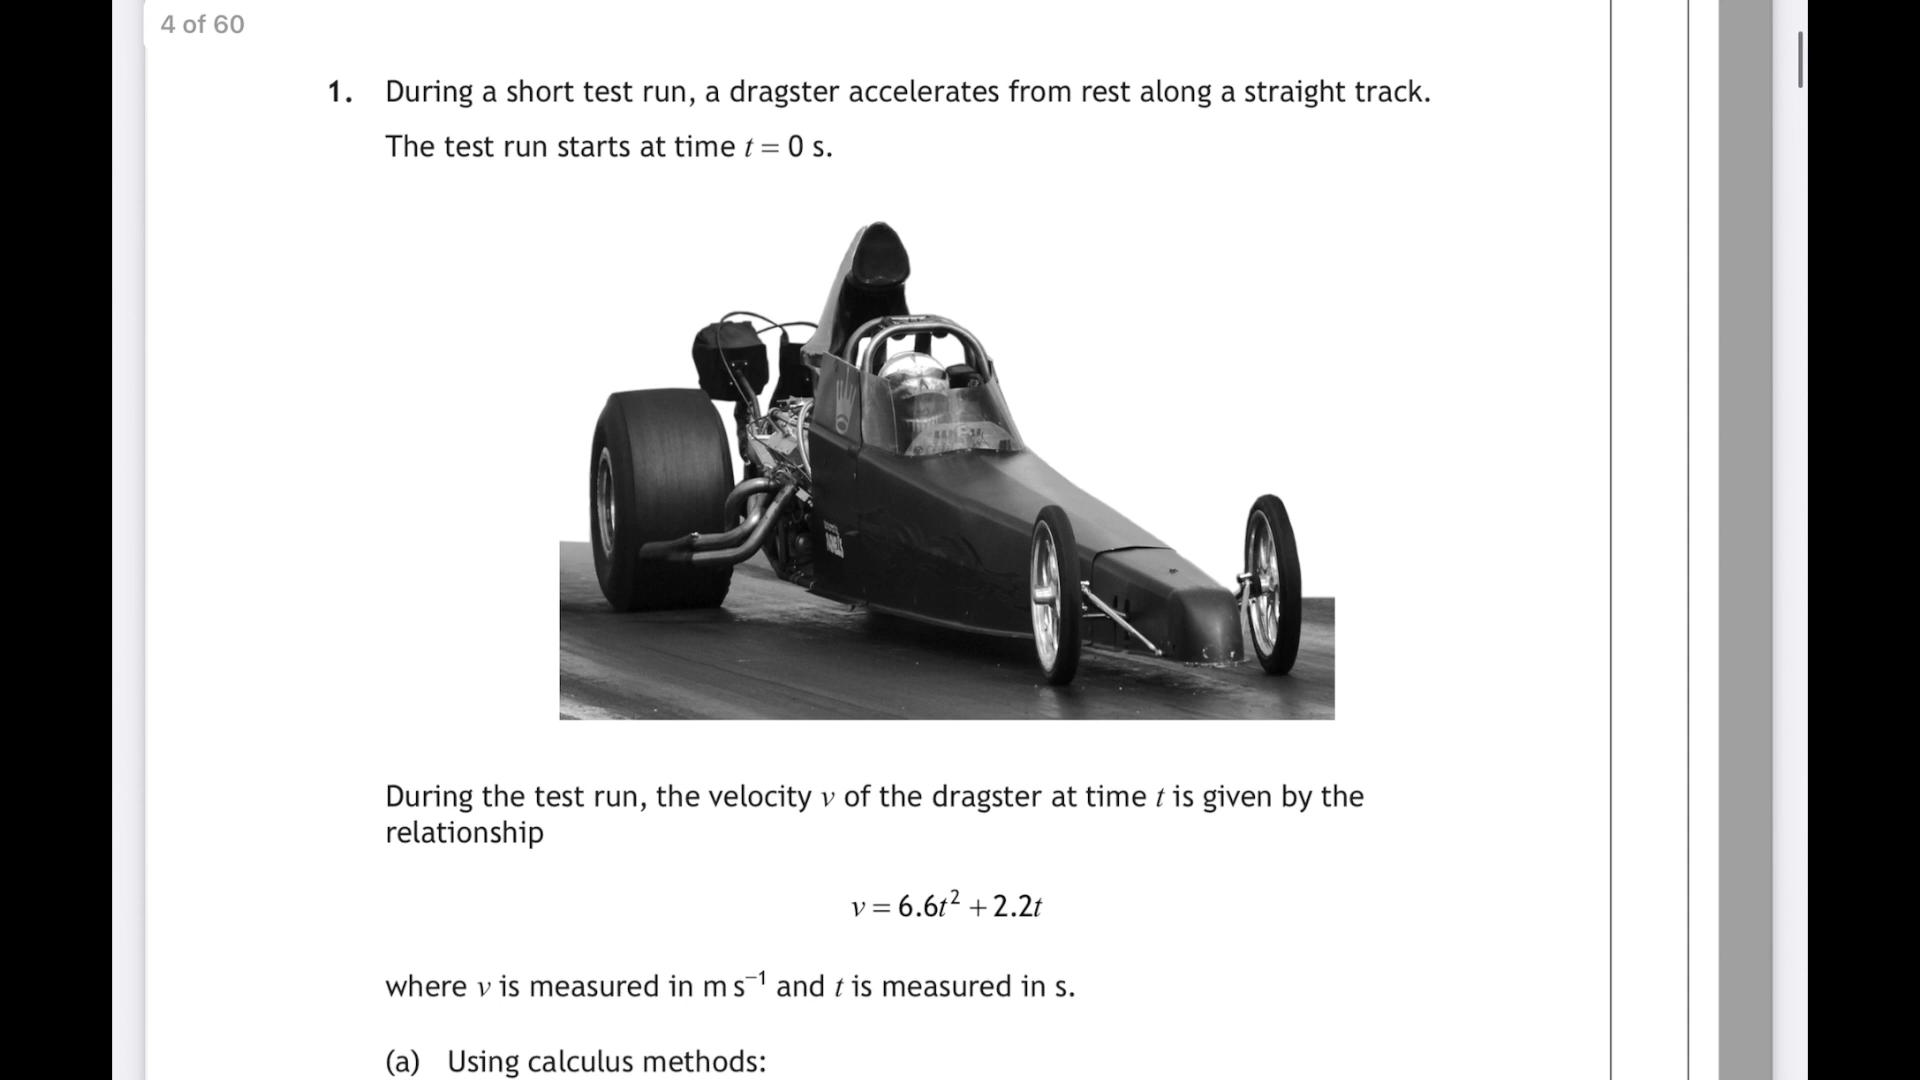 4 of 60
1. During a short test run, a dragster accelerates from rest along a straight track.
The test run starts at time t = 0 s.
During the test run, the velocity v of the dragster at time t is given by the
relationship
v = 6.6t² + 2.2t
where v is measured in m s⁻¹ and t is measured in s.
(a) Using calculus methods: